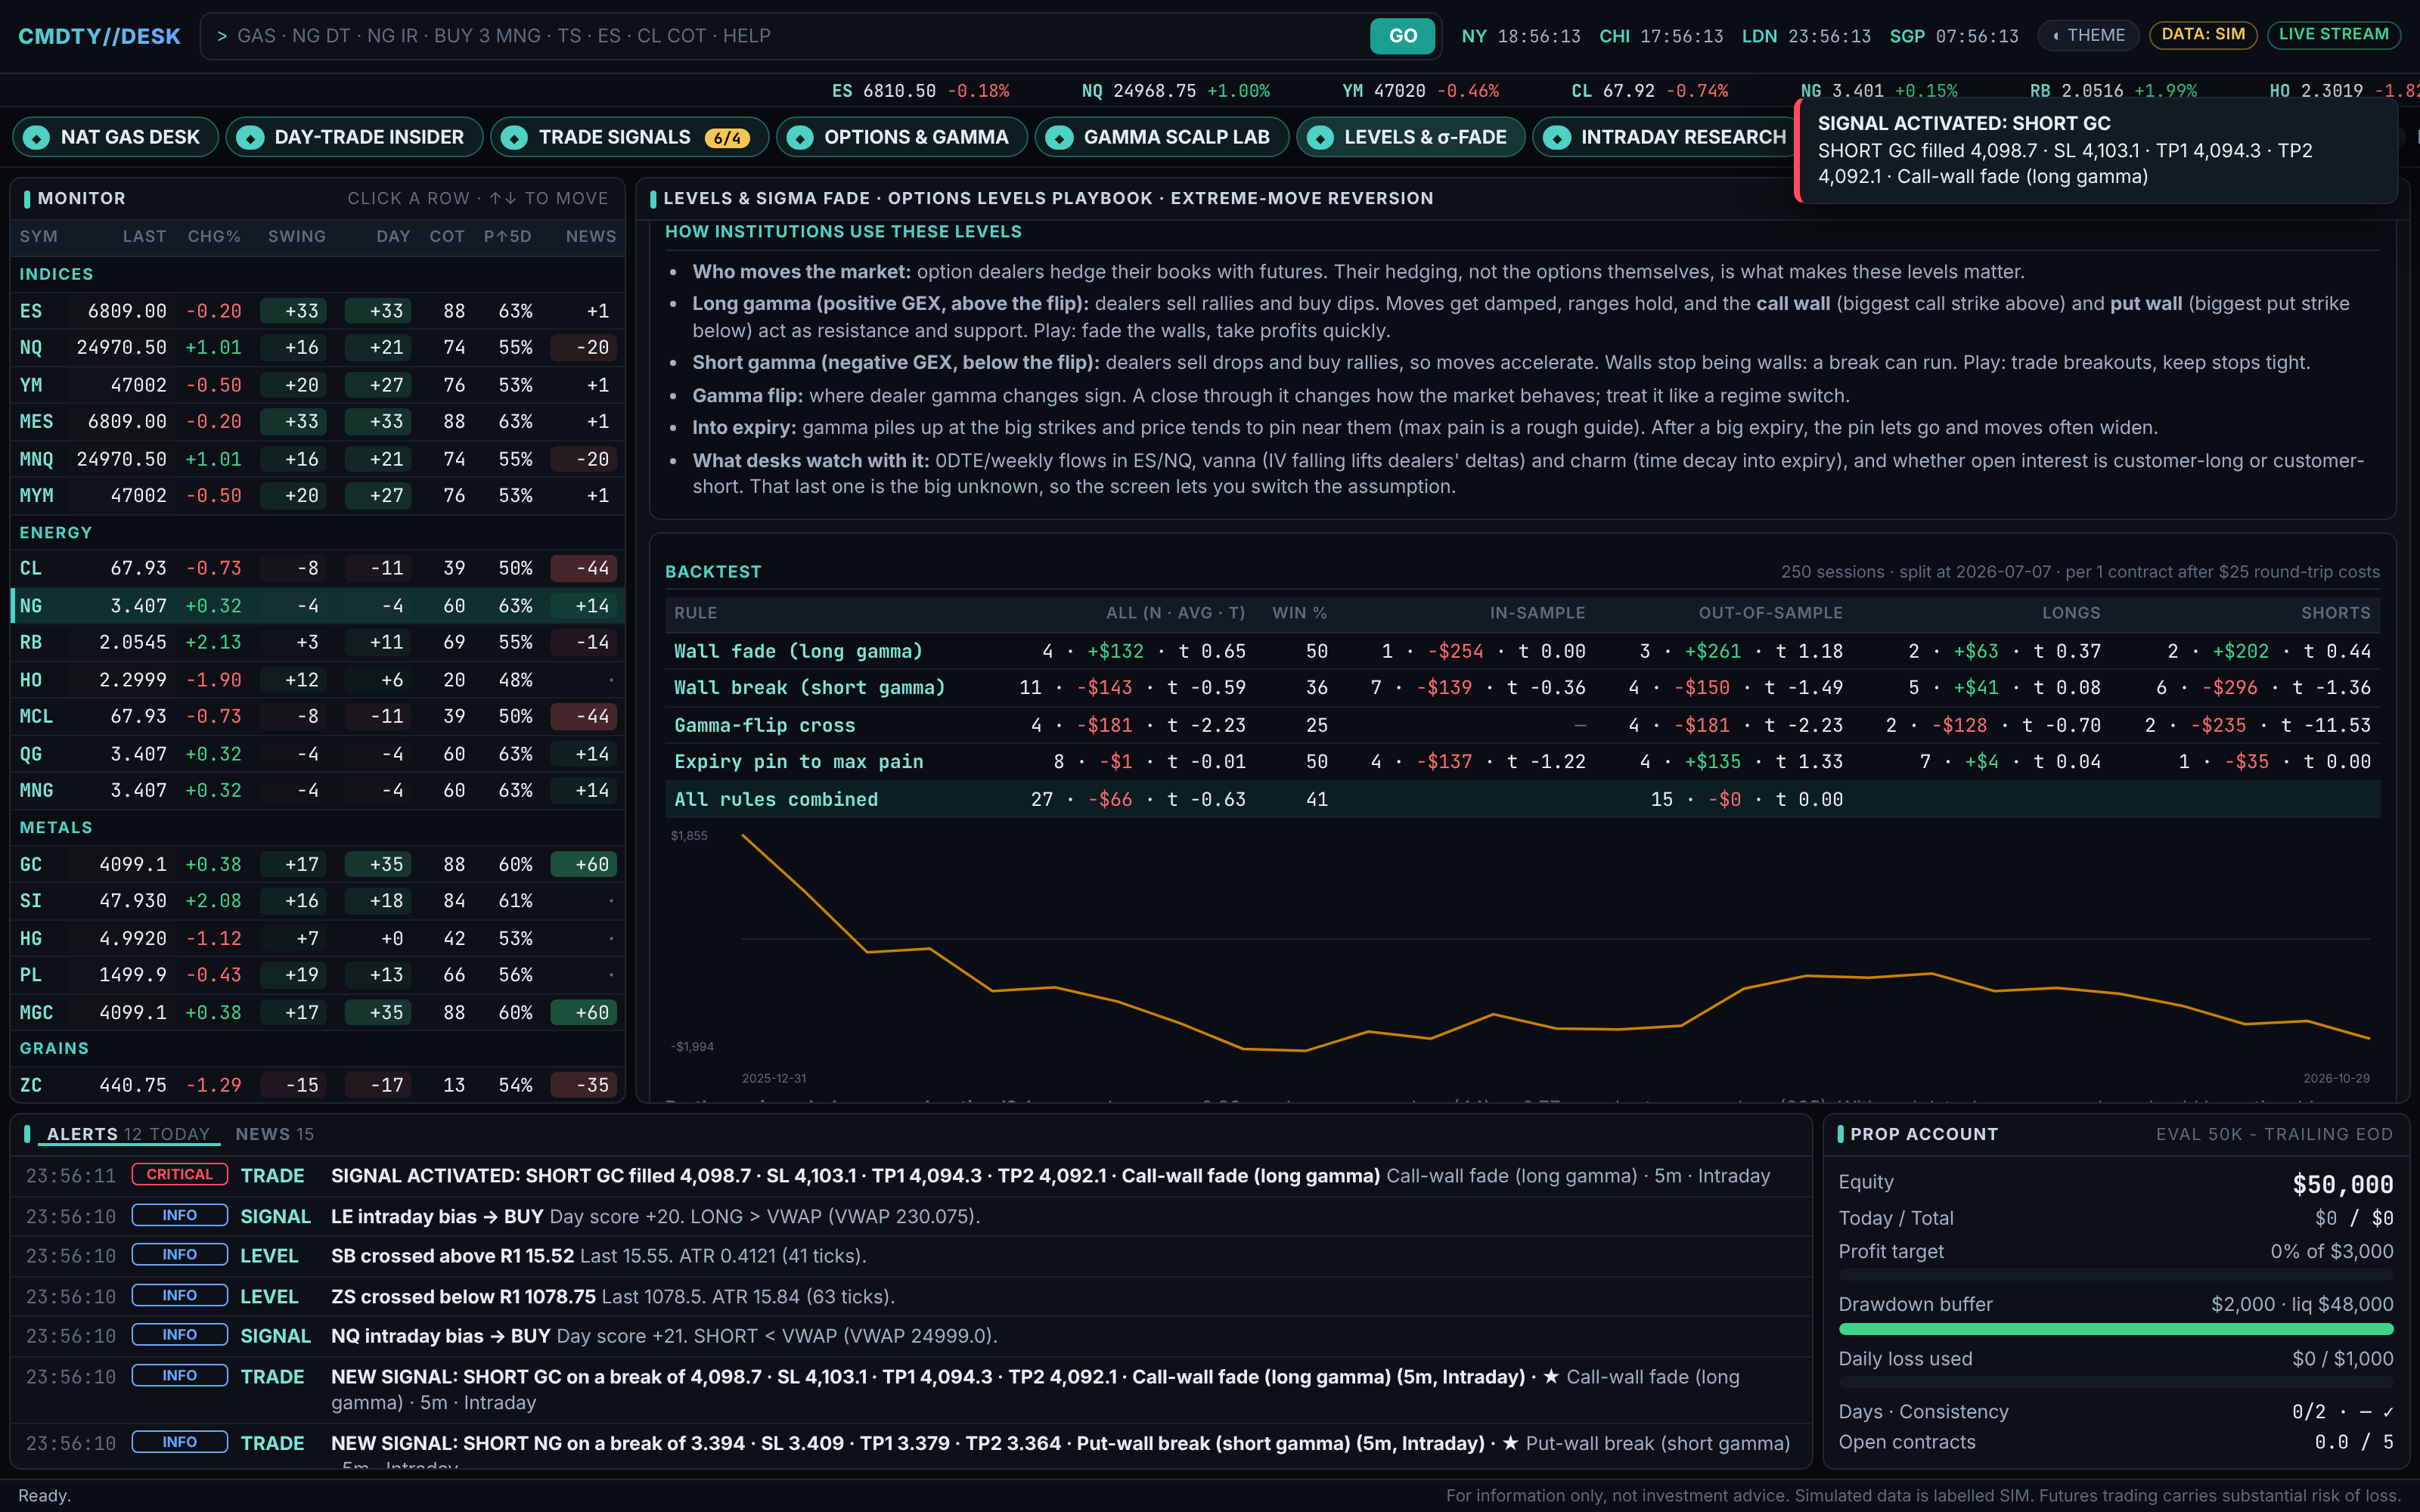 CMDTY//DESK
> GAS · NG DT · NG IR · BUY 3 MNG · TS · ES · CL COT · HELP
GO
NY 18:56:13 CHI 17:56:13 LDN 23:56:13 SGP 07:56:13
THEME
DATA: SIM
LIVE STREAM
ES 6810.50 -0.18% NQ 24968.75 +1.00% YM 47020 -0.46% CL 67.92 -0.74% NG 3.401 +0.15% RB 2.0516 +1.99% HO 2.3019
NAT GAS DESK
DAY-TRADE INSIDER
TRADE SIGNALS 6/4
OPTIONS & GAMMA
GAMMA SCALP LAB
LEVELS & σ-FADE
INTRADAY RESEARCH
SIGNAL ACTIVATED: SHORT GC
SHORT GC filled 4,098.7 · SL 4,103.1 · TP1 4,094.3 · TP2
4,092.1 · Call-wall fade (long gamma)
MONITOR CLICK A ROW · ↑↓ TO MOVE
SYM LAST CHG% SWING DAY COT P↑5D NEWS
INDICES
ES 6809.00 -0.20 +33 +33 88 63% +1
NQ 24970.50 +1.01 +16 +21 74 55% -20
YM 47002 -0.50 +20 +27 76 53% +1
MES 6809.00 -0.20 +33 +33 88 63% +1
MNQ 24970.50 +1.01 +16 +21 74 55% -20
MYM 47002 -0.50 +20 +27 76 53% +1
ENERGY
CL 67.93 -0.73 -8 -11 39 50% -44
NG 3.407 +0.32 -4 -4 60 63% +14
RB 2.0545 +2.13 +3 +11 69 55% -14
HO 2.2999 -1.90 +12 +6 20 48% ·
MCL 67.93 -0.73 -8 -11 39 50% -44
QG 3.407 +0.32 -4 -4 60 63% +14
MNG 3.407 +0.32 -4 -4 60 63% +14
METALS
GC 4099.1 +0.38 +17 +35 88 60% +60
SI 47.930 +2.08 +16 +18 84 61% ·
HG 4.9920 -1.12 +7 +0 42 53% ·
PL 1499.9 -0.43 +19 +13 66 56% ·
MGC 4099.1 +0.38 +17 +35 88 60% +60
GRAINS
ZC 440.75 -1.29 -15 -17 13 54% -35
LEVELS & SIGMA FADE · OPTIONS LEVELS PLAYBOOK · EXTREME-MOVE REVERSION
HOW INSTITUTIONS USE THESE LEVELS
• Who moves the market: option dealers hedge their books with futures. Their hedging, not the options themselves, is what makes these levels matter.
• Long gamma (positive GEX, above the flip): dealers sell rallies and buy dips. Moves get damped, ranges hold, and the call wall (biggest call strike above) and put wall (biggest put strike
below) act as resistance and support. Play: fade the walls, take profits quickly.
• Short gamma (negative GEX, below the flip): dealers sell drops and buy rallies, so moves accelerate. Walls stop being walls: a break can run. Play: trade breakouts, keep stops tight.
• Gamma flip: where dealer gamma changes sign. A close through it changes how the market behaves; treat it like a regime switch.
• Into expiry: gamma piles up at the big strikes and price tends to pin near them (max pain is a rough guide). After a big expiry, the pin lets go and moves often widen.
• What desks watch with it: 0DTE/weekly flows in ES/NQ, vanna (IV falling lifts dealers' deltas) and charm (time decay into expiry), and whether open interest is customer-long or customer-
short. That last one is the big unknown, so the screen lets you switch the assumption.
BACKTEST 250 sessions · split at 2026-07-07 · per 1 contract after $25 round-trip costs
RULE ALL (N · AVG · T) WIN % IN-SAMPLE OUT-OF-SAMPLE LONGS SHORTS
Wall fade (long gamma) 4 · +$132 · t 0.65 50 1 · -$254 · t 0.00 3 · +$261 · t 1.18 2 · +$63 · t 0.37 2 · +$202 · t 0.44
Wall break (short gamma) 11 · -$143 · t -0.59 36 7 · -$139 · t -0.36 4 · -$150 · t -1.49 5 · +$41 · t 0.08 6 · -$296 · t -1.36
Gamma-flip cross 4 · -$181 · t -2.23 25 — 4 · -$181 · t -2.23 2 · -$128 · t -0.70 2 · -$235 · t -11.53
Expiry pin to max pain 8 · -$1 · t -0.01 50 4 · -$137 · t -1.22 4 · +$135 · t 1.33 7 · +$4 · t 0.04 1 · -$35 · t 0.00
All rules combined 27 · -$66 · t -0.63 41 15 · -$0 · t 0.00
$1,855
-$1,994
2025-12-31 2026-10-29
ALERTS 12 TODAY NEWS 15
23:56:11 CRITICAL TRADE SIGNAL ACTIVATED: SHORT GC filled 4,098.7 · SL 4,103.1 · TP1 4,094.3 · TP2 4,092.1 · Call-wall fade (long gamma) Call-wall fade (long gamma) · 5m · Intraday
23:56:10 INFO SIGNAL LE intraday bias → BUY Day score +20. LONG > VWAP (VWAP 230.075).
23:56:10 INFO LEVEL SB crossed above R1 15.52 Last 15.55. ATR 0.4121 (41 ticks).
23:56:10 INFO LEVEL ZS crossed below R1 1078.75 Last 1078.5. ATR 15.84 (63 ticks).
23:56:10 INFO SIGNAL NQ intraday bias → BUY Day score +21. SHORT < VWAP (VWAP 24999.0).
23:56:10 INFO TRADE NEW SIGNAL: SHORT GC on a break of 4,098.7 · SL 4,103.1 · TP1 4,094.3 · TP2 4,092.1 · Call-wall fade (long gamma) (5m, Intraday) · ★ Call-wall fade (long
gamma) · 5m · Intraday
23:56:10 INFO TRADE NEW SIGNAL: SHORT NG on a break of 3.394 · SL 3.409 · TP1 3.379 · TP2 3.364 · Put-wall break (short gamma) (5m, Intraday) · ★ Put-wall break (short gamma)
· 5m · Intraday
PROP ACCOUNT EVAL 50K - TRAILING EOD
Equity $50,000
Today / Total $0 / $0
Profit target 0% of $3,000
Drawdown buffer $2,000 · liq $48,000
Daily loss used $0 / $1,000
Days · Consistency 0/2 · — ✓
Open contracts 0.0 / 5
Ready.
For information only, not investment advice. Simulated data is labelled SIM. Futures trading carries substantial risk of loss.